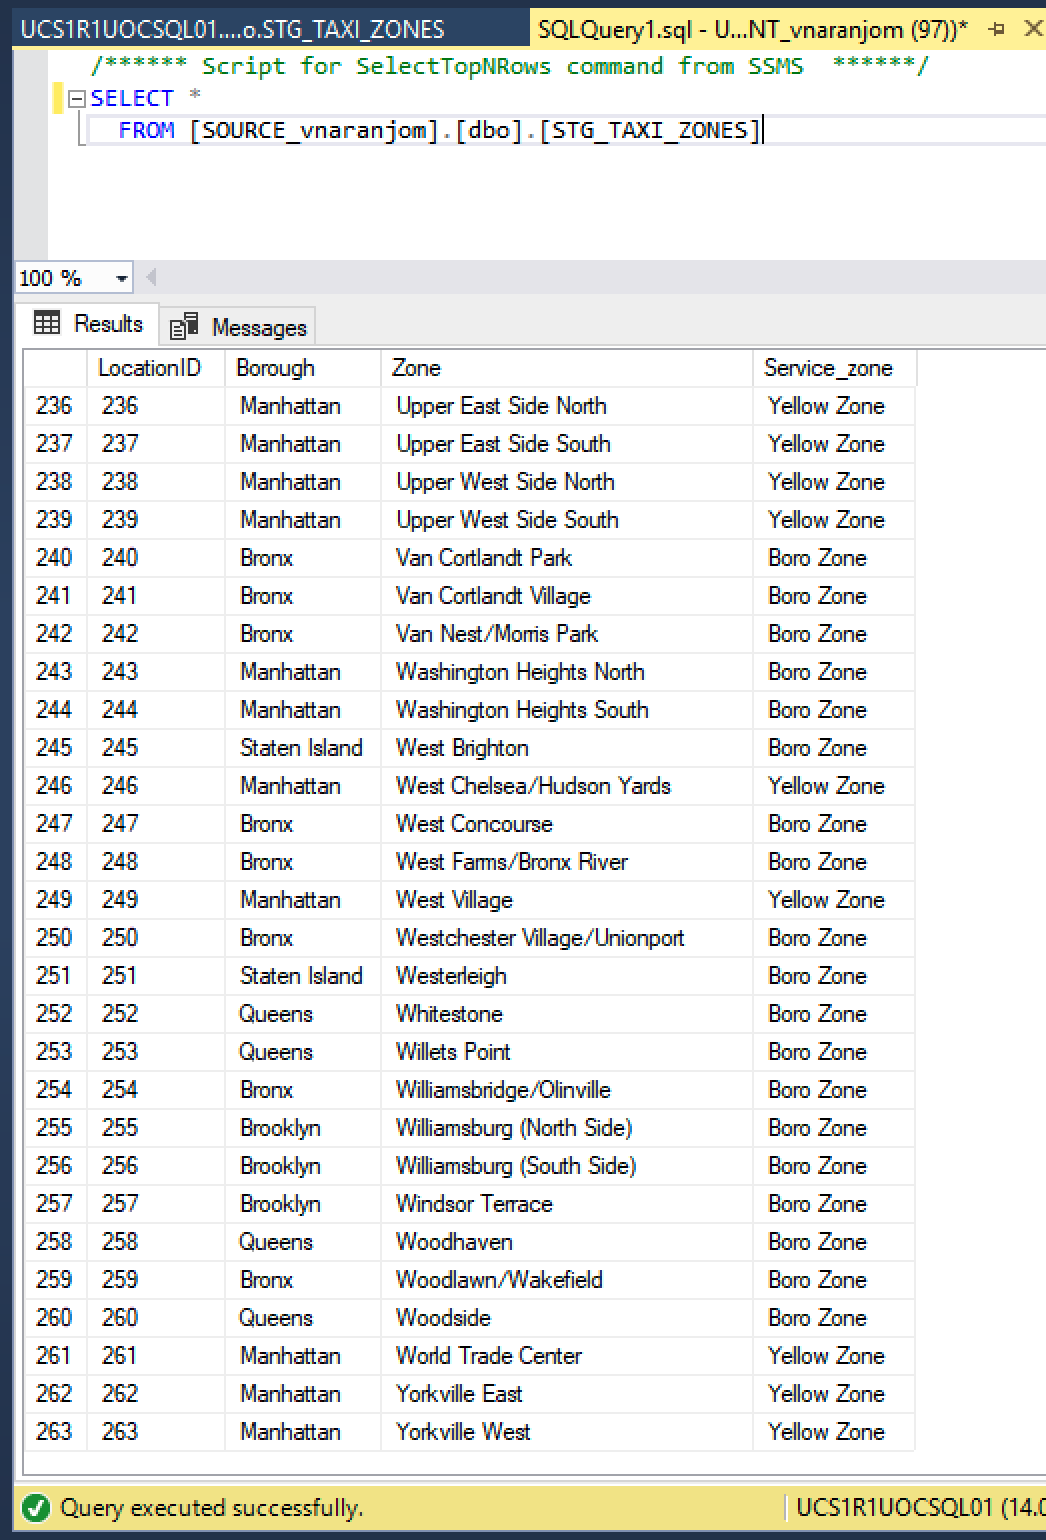 UCS1R1UOCSQL01....o.STG_TAXI_ZONES SQLQuery1.sql - U...NT_vnaranjom (97))*
/****** Script for SelectTopNRows command from SSMS  ******/
SELECT *
FROM [SOURCE_vnaranjom].[dbo].[STG_TAXI_ZONES]
100 %
Results Messages
LocationID Borough Zone Service_zone
236 236 Manhattan Upper East Side North Yellow Zone
237 237 Manhattan Upper East Side South Yellow Zone
238 238 Manhattan Upper West Side North Yellow Zone
239 239 Manhattan Upper West Side South Yellow Zone
240 240 Bronx Van Cortlandt Park Boro Zone
241 241 Bronx Van Cortlandt Village Boro Zone
242 242 Bronx Van Nest/Morris Park Boro Zone
243 243 Manhattan Washington Heights North Boro Zone
244 244 Manhattan Washington Heights South Boro Zone
245 245 Staten Island West Brighton Boro Zone
246 246 Manhattan West Chelsea/Hudson Yards Yellow Zone
247 247 Bronx West Concourse Boro Zone
248 248 Bronx West Farms/Bronx River Boro Zone
249 249 Manhattan West Village Yellow Zone
250 250 Bronx Westchester Village/Unionport Boro Zone
251 251 Staten Island Westerleigh Boro Zone
252 252 Queens Whitestone Boro Zone
253 253 Queens Willets Point Boro Zone
254 254 Bronx Williamsbridge/Olinville Boro Zone
255 255 Brooklyn Williamsburg (North Side) Boro Zone
256 256 Brooklyn Williamsburg (South Side) Boro Zone
257 257 Brooklyn Windsor Terrace Boro Zone
258 258 Queens Woodhaven Boro Zone
259 259 Bronx Woodlawn/Wakefield Boro Zone
260 260 Queens Woodside Boro Zone
261 261 Manhattan World Trade Center Yellow Zone
262 262 Manhattan Yorkville East Yellow Zone
263 263 Manhattan Yorkville West Yellow Zone
Query executed successfully. UCS1R1UOCSQL01 (14.0